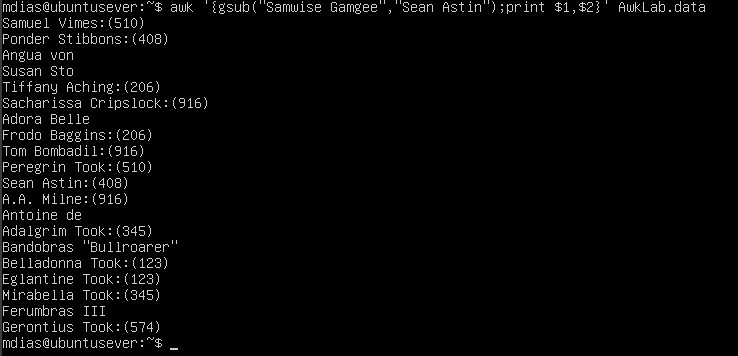 mdias@ubuntusever:~$ awk '{gsub("Samwise Gamgee","Sean Astin");print $1,$2}' AwkLab.data
Samuel Vimes:(510)
Ponder Stibbons:(408)
Angua von
Susan Sto
Tiffany Aching:(206)
Sacharissa Cripslock:(916)
Adora Belle
Frodo Baggins:(206)
Tom Bombadil:(916)
Peregrin Took:(510)
Sean Astin:(408)
A.A. Milne:(916)
Antoine de
Adalgrim Took:(345)
Bandobras "Bullroarer"
Belladonna Took:(123)
Eglantine Took:(123)
Mirabella Took:(345)
Ferumbras III
Gerontius Took:(574)
mdias@ubuntusever:~$ _